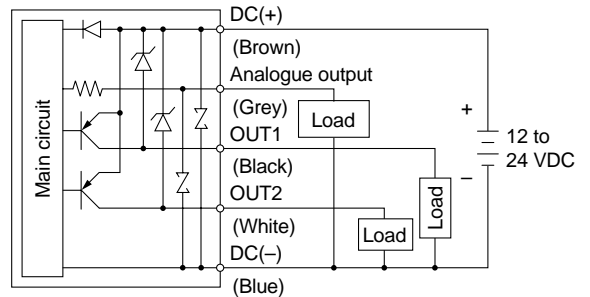 DC(+)
(Brown)
Analogue output
(Grey)
Load
OUT1
(Black)
OUT2
(White)
Load
Load
DC(–)
(Blue)
Main circuit
+
12 to
24 VDC
–